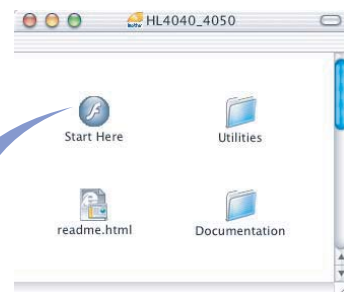 HL4040_4050
Start Here
Utilities
readme.html
Documentation